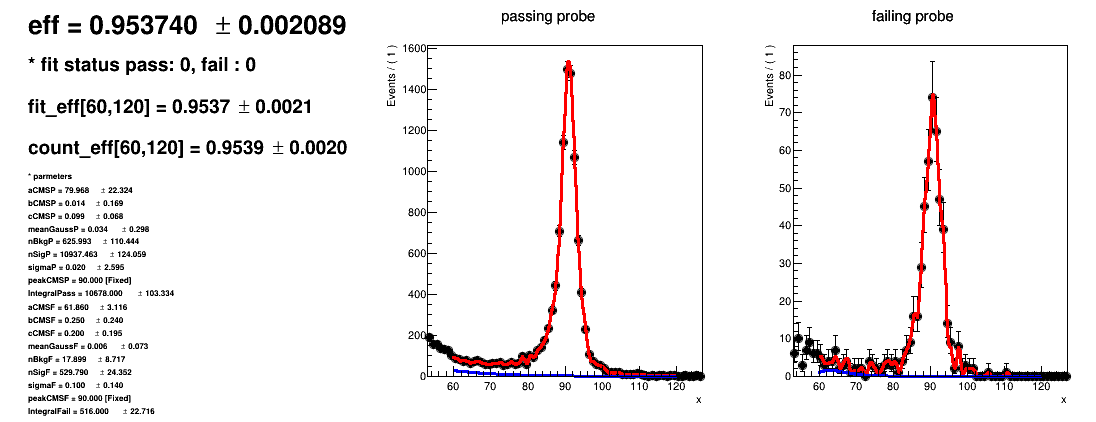 eff = 0.953740 ± 0.002089
* fit status pass: 0, fail : 0
fit_eff[60,120] = 0.9537 ± 0.0021
count_eff[60,120] = 0.9539 ± 0.0020
* parmeters
aCMSP = 79.968 ± 22.324
bCMSP = 0.014 ± 0.169
cCMSP = 0.099 ± 0.068
meanGaussP = 0.034 ± 0.298
nBkgP = 625.993 ± 110.444
nSigP = 10937.463 ± 124.059
sigmaP = 0.020 ± 2.595
peakCMSP = 90.000 [Fixed]
IntegralPass = 10678.000 ± 103.334
aCMSF = 61.860 ± 3.116
bCMSF = 0.250 ± 0.240
cCMSF = 0.200 ± 0.195
meanGaussF = 0.006 ± 0.073
nBkgF = 17.899 ± 8.717
nSigF = 529.790 ± 24.352
sigmaF = 0.100 ± 0.140
peakCMSF = 90.000 [Fixed]
IntegralFail = 516.000 ± 22.716
passing probe
Events / ( 1 )
1600
1400
1200
1000
800
600
400
200
0
60 70 80 90 100 110 120
x
failing probe
Events / ( 1 )
80
70
60
50
40
30
20
10
0
60 70 80 90 100 110 120
x